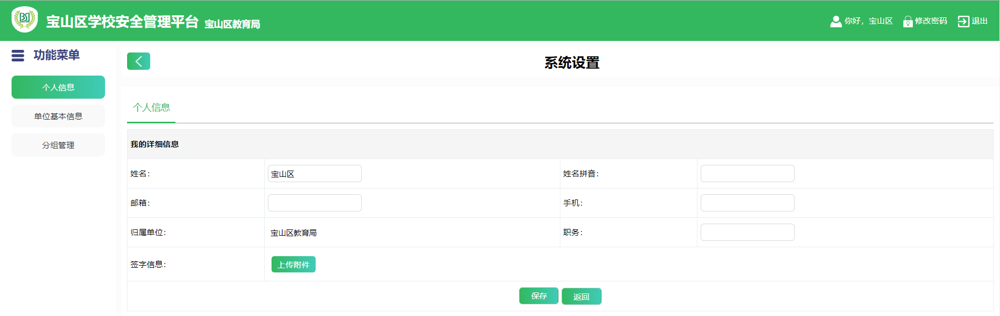 BSI
宝山区学校安全管理平台 宝山区教育局
你好，宝山区 修改密码 退出
功能菜单
个人信息
单位基本信息
分组管理
系统设置
个人信息
我的详细信息
姓名： 宝山区 姓名拼音：
邮箱： 手机：
归属单位： 宝山区教育局 职务：
签字信息： 上传附件
保存 返回